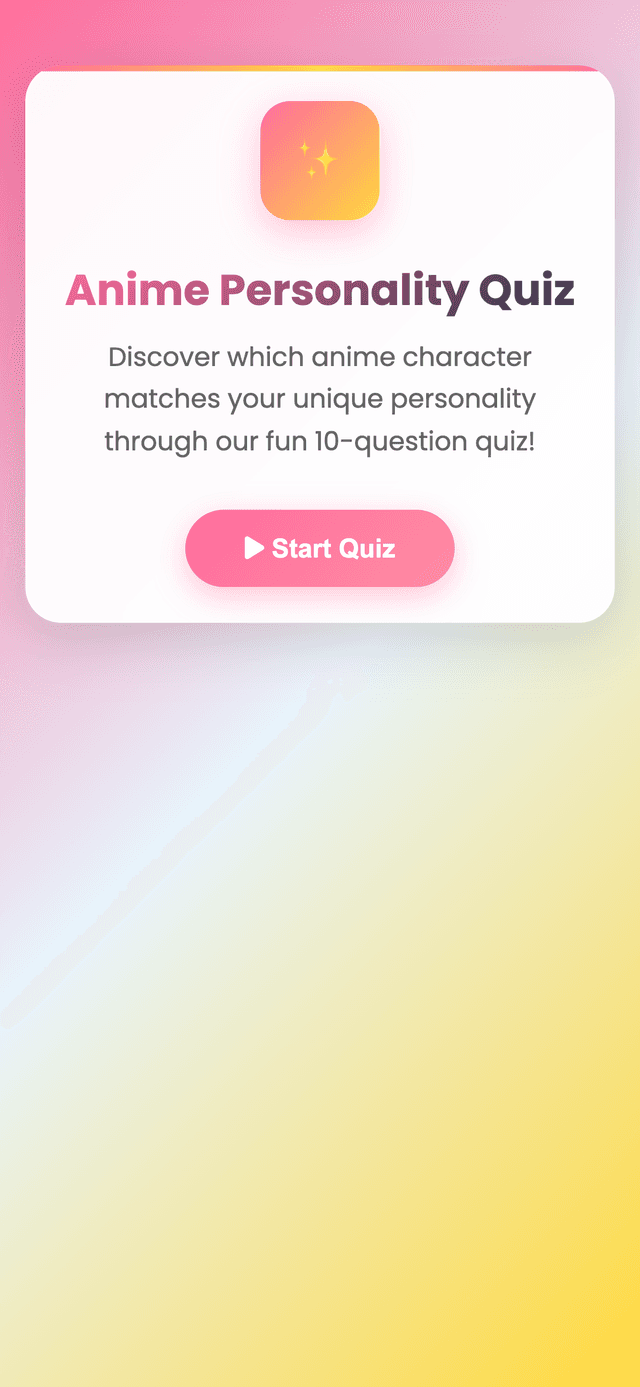 Anime Personality Quiz
Discover which anime character
matches your unique personality
through our fun 10-question quiz!
Start Quiz